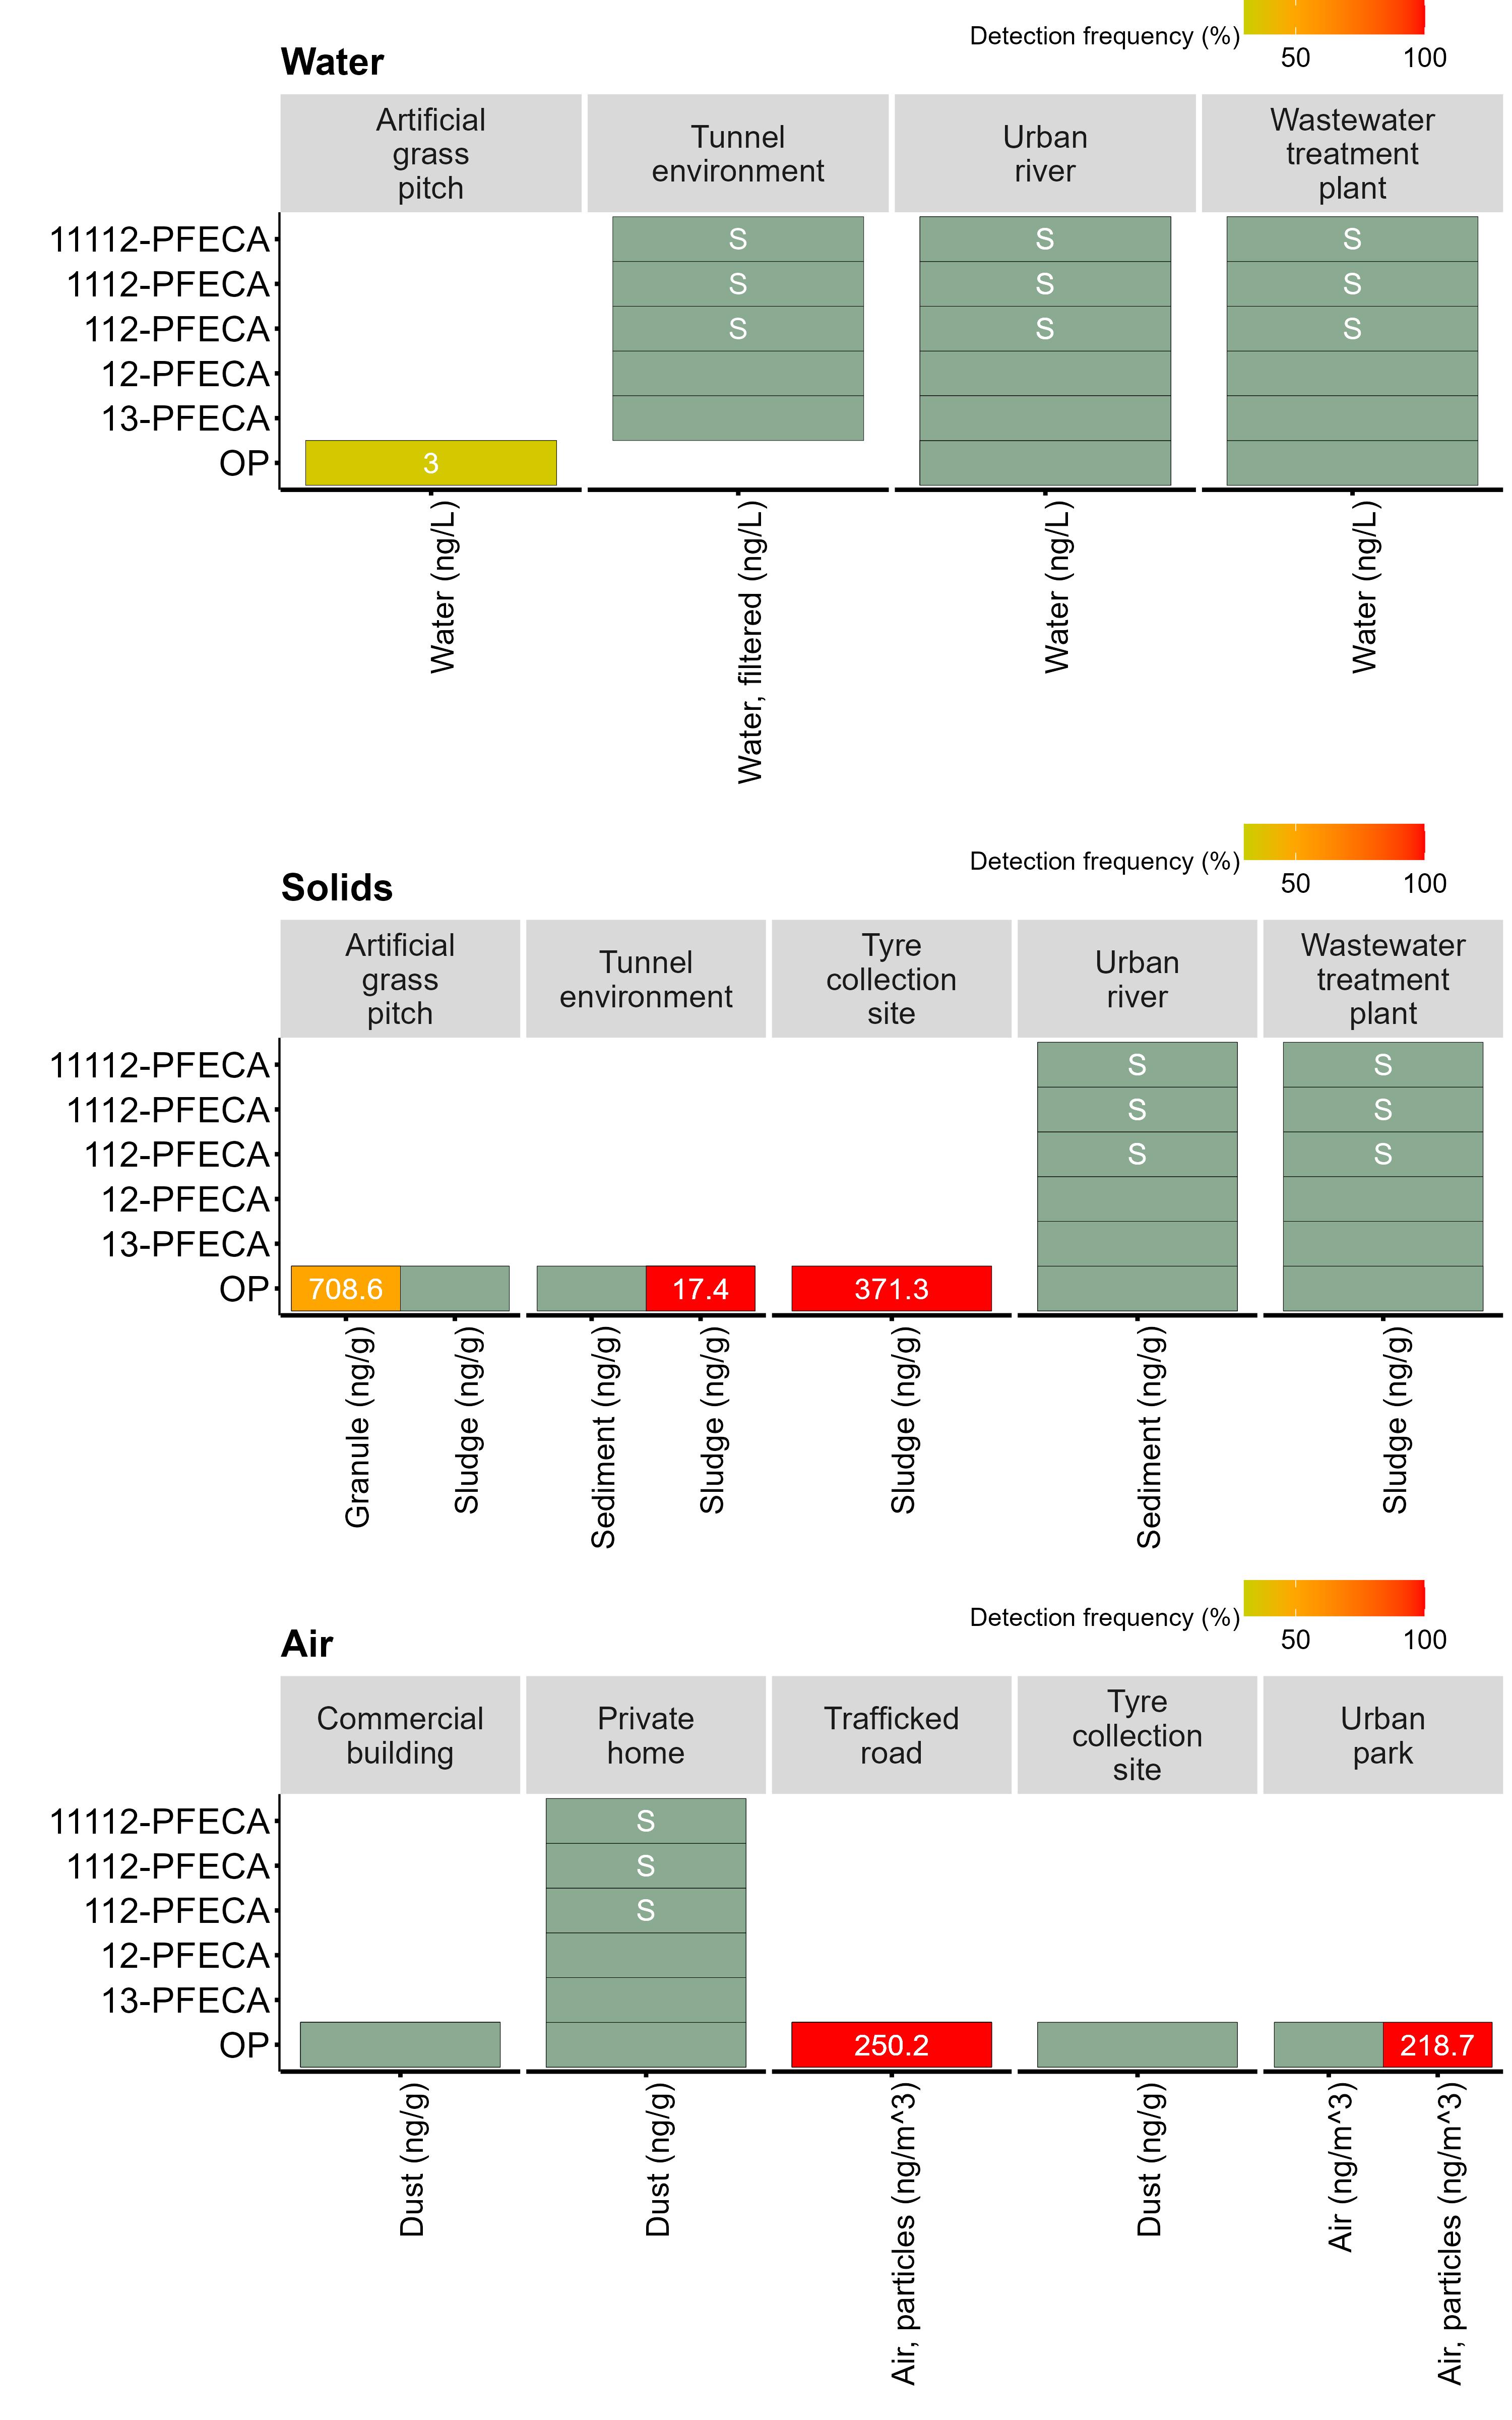 Detection frequency (%)
50 100
Water
Artificial
grass
pitch
Tunnel
environment
Urban
river
Wastewater
treatment
plant
11112-PFECA S S S
1112-PFECA S S S
112-PFECA S S S
12-PFECA
13-PFECA
OP 3
Water (ng/L)
Water, filtered (ng/L)
Water (ng/L)
Water (ng/L)
Detection frequency (%)
50 100
Solids
Artificial
grass
pitch
Tunnel
environment
Tyre
collection
site
Urban
river
Wastewater
treatment
plant
11112-PFECA S S
1112-PFECA S S
112-PFECA S S
12-PFECA
13-PFECA
OP 708.6 17.4 371.3
Granule (ng/g)
Sludge (ng/g)
Sediment (ng/g)
Sludge (ng/g)
Sludge (ng/g)
Sediment (ng/g)
Sludge (ng/g)
Detection frequency (%)
50 100
Air
Commercial
building
Private
home
Trafficked
road
Tyre
collection
site
Urban
park
11112-PFECA S
1112-PFECA S
112-PFECA S
12-PFECA
13-PFECA
OP 250.2 218.7
Dust (ng/g)
Dust (ng/g)
Air, particles (ng/m^3)
Dust (ng/g)
Air (ng/m^3)
Air, particles (ng/m^3)